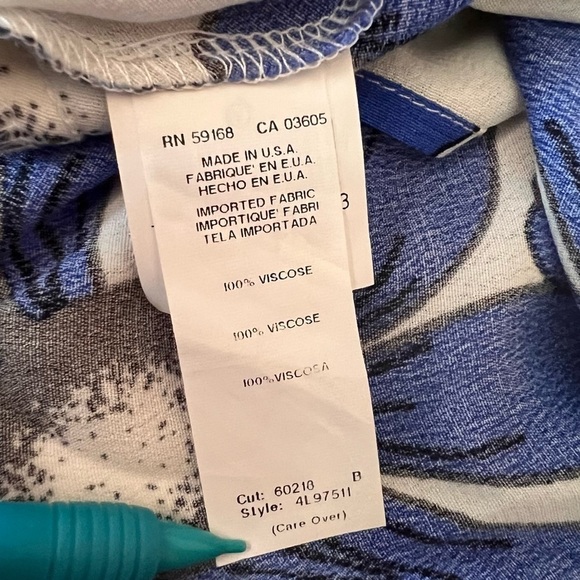 RN 59168 CA 03605
MADE IN U.S.A.
FABRIQUE' EN E.U.A.
HECHO EN E.U.A.
IMPORTED FABRIC
IMPORTIQUE' FABRI
TELA IMPORTADA
3
100% VISCOSE
100% VISCOSE
100% VISCOSA
Cut: 60218 B
Style: 4L97511
(Care Over)